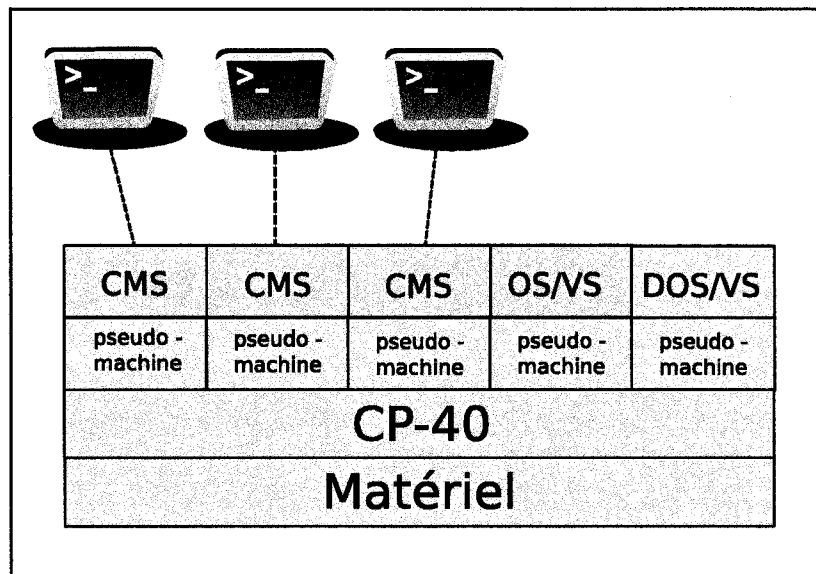 >_ >_ >_
CMS CMS CMS OS/VS DOS/VS
pseudo - pseudo - pseudo - pseudo - pseudo -
machine machine machine machine machine
CP-40
Matériel